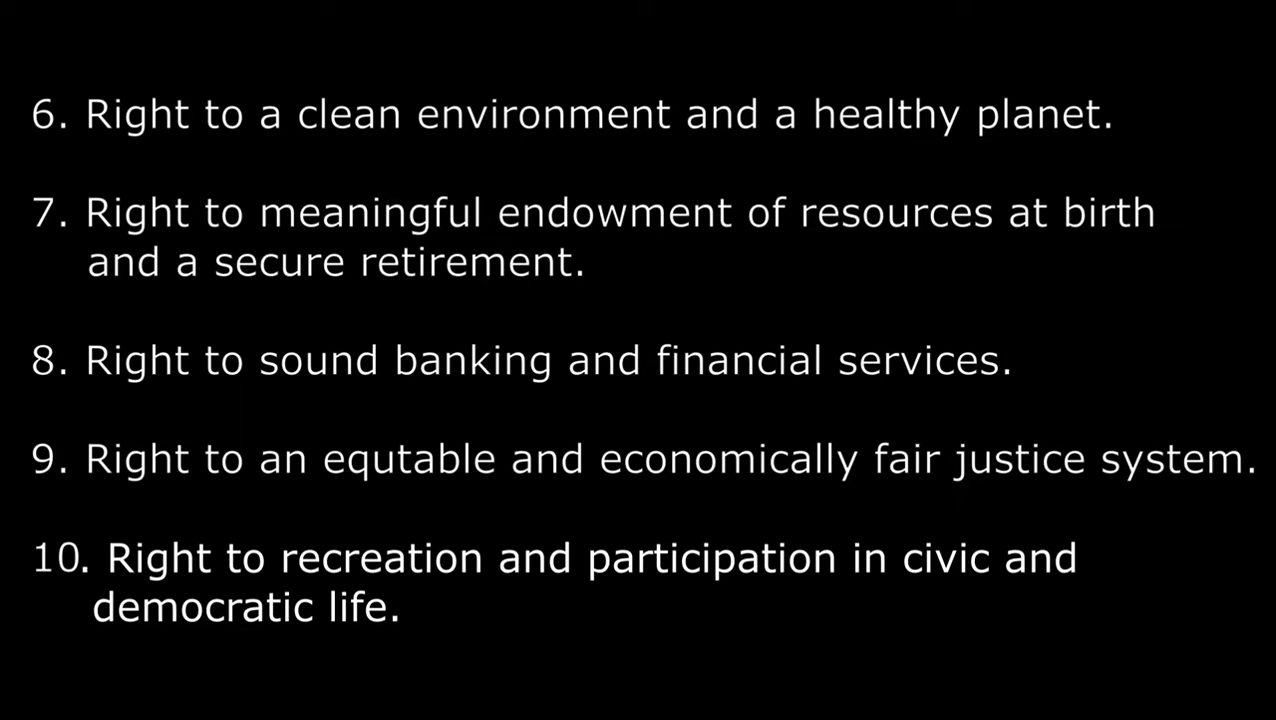 6. Right to a clean environment and a healthy planet.
7. Right to meaningful endowment of resources at birth
and a secure retirement.
8. Right to sound banking and financial services.
9. Right to an equtable and economically fair justice system.
10. Right to recreation and participation in civic and
democratic life.